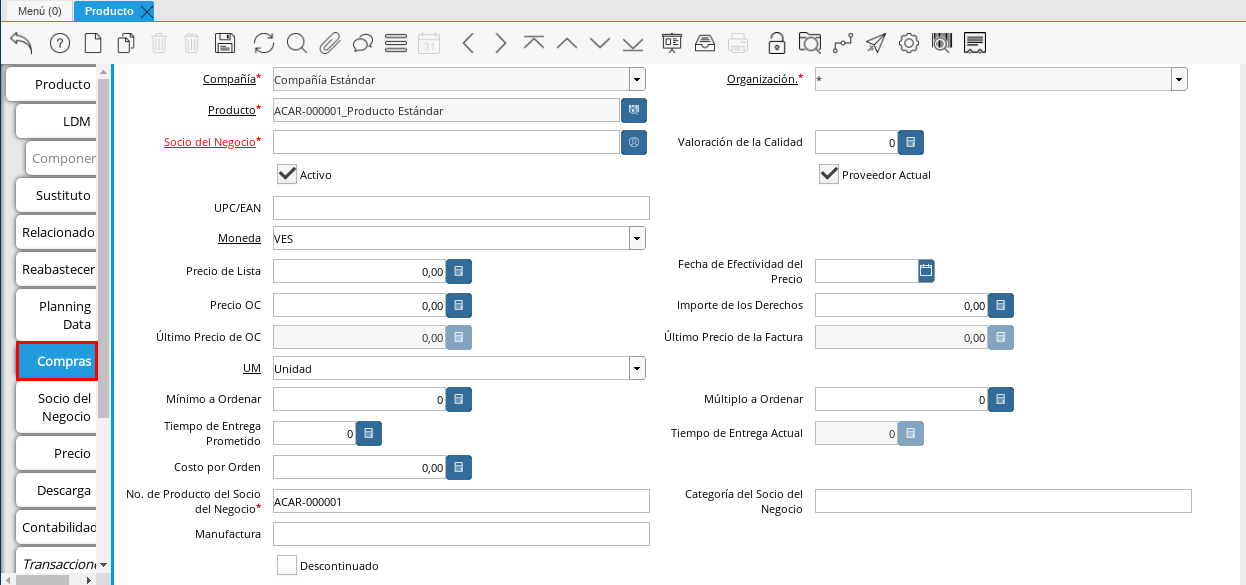 Menú (0)
Producto
31
Producto
LDM
Componen
Sustituto
Relacionado
Reabastecer
Planning
Data
Compras
Socio del
Negocio
Precio
Descarga
Contabilidad
Transaccion
Compañía* Compañía Estándar
Organización.* *
Producto* ACAR-000001_Producto Estándar
Socio del Negocio*
Valoración de la Calidad 0
Activo
Proveedor Actual
UPC/EAN
Moneda VES
Precio de Lista 0,00
Fecha de Efectividad del
Precio
Precio OC 0,00
Importe de los Derechos 0,00
Último Precio de OC 0,00
Último Precio de la Factura 0,00
UM Unidad
Mínimo a Ordenar 0
Múltiplo a Ordenar 0
Tiempo de Entrega
Prometido 0
Tiempo de Entrega Actual 0
Costo por Orden 0,00
No. de Producto del Socio
del Negocio* ACAR-000001
Categoría del Socio del
Negocio
Manufactura
Descontinuado